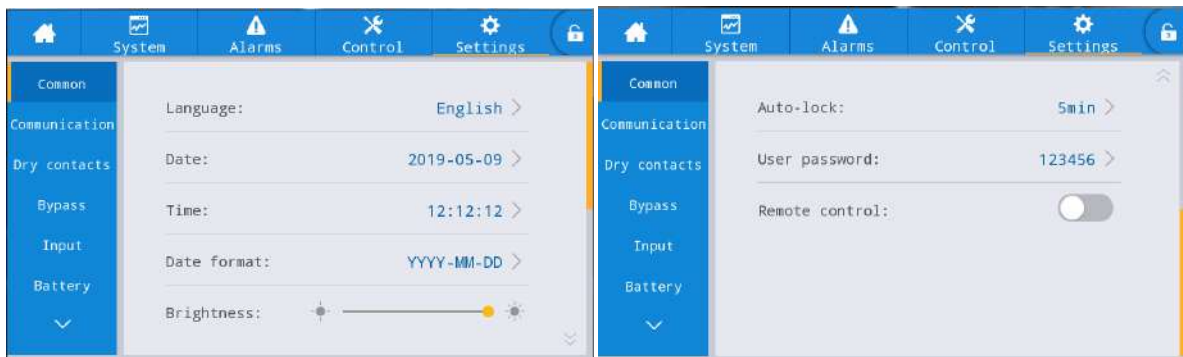 System
Alarms
Control
Settings
Common
Communication
Dry contacts
Bypass
Input
Battery
Language: English >
Date: 2019-05-09 >
Time: 12:12:12 >
Date format: YYYY-MM-DD >
Brightness:
System
Alarms
Control
Settings
Common
Communication
Dry contacts
Bypass
Input
Battery
Auto-lock: 5min >
User password: 123456 >
Remote control: